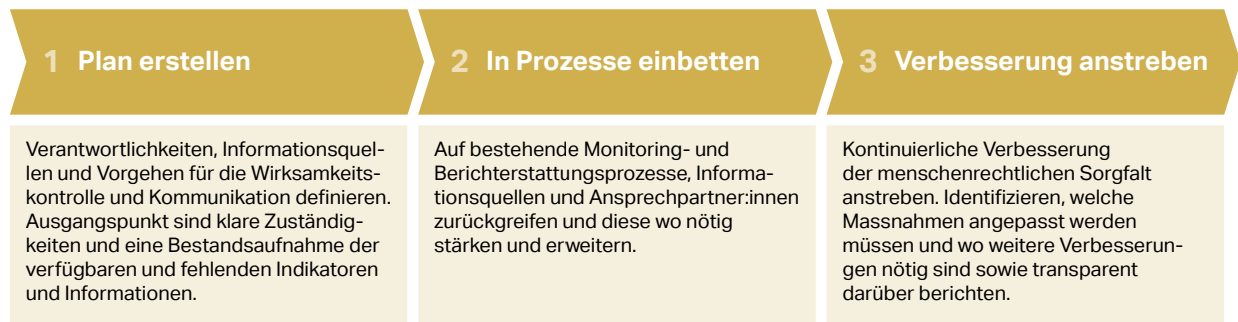 1 Plan erstellen
Verantwortlichkeiten, Informationsquel-
len und Vorgehen für die Wirksamkeits-
kontrolle und Kommunikation definieren.
Ausgangspunkt sind klare Zuständig-
keiten und eine Bestandsaufnahme der
verfügbaren und fehlenden Indikatoren
und Informationen.
2 In Prozesse einbetten
Auf bestehende Monitoring- und
Berichterstattungsprozesse, Informa-
tionsquellen und Ansprechpartner:innen
zurückgreifen und diese wo nötig
stärken und erweitern.
3 Verbesserung anstreben
Kontinuierliche Verbesserung
der menschenrechtlichen Sorgfalt
anstreben. Identifizieren, welche
Massnahmen angepasst werden
müssen und wo weitere Verbesserun-
gen nötig sind sowie transparent
darüber berichten.